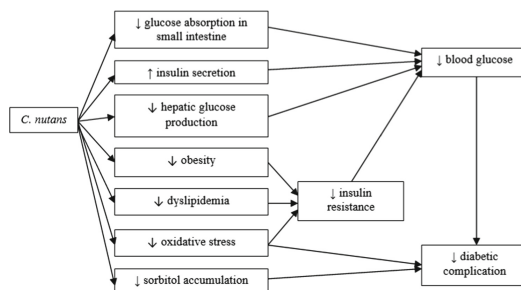 ↓ glucose absorption in
small intestine
↑ insulin secretion
↓ hepatic glucose
production
C. nutans
↓ obesity
↓ dyslipidemia
↓ oxidative stress
↓ sorbitol accumulation
↓ insulin
resistance
↓ blood glucose
↓ diabetic
complication